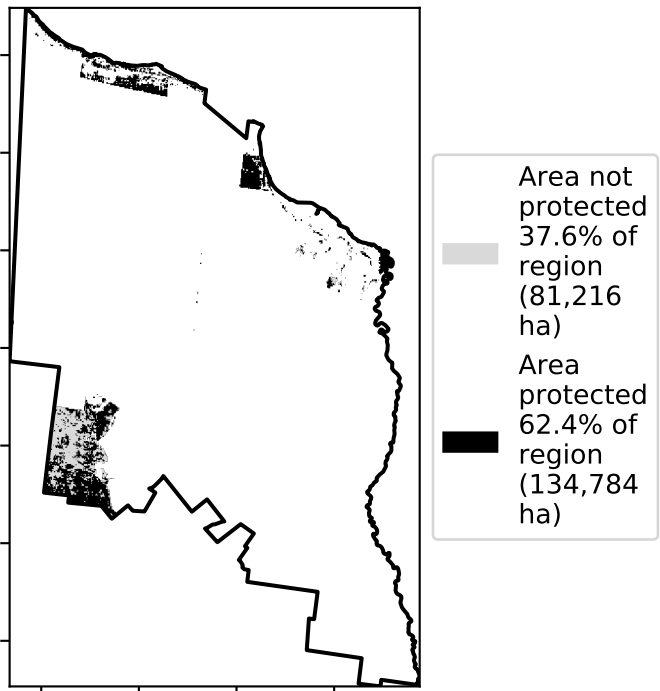 Area not
protected
37.6% of
region
(81,216
ha)
Area
protected
62.4% of
region
(134,784
ha)